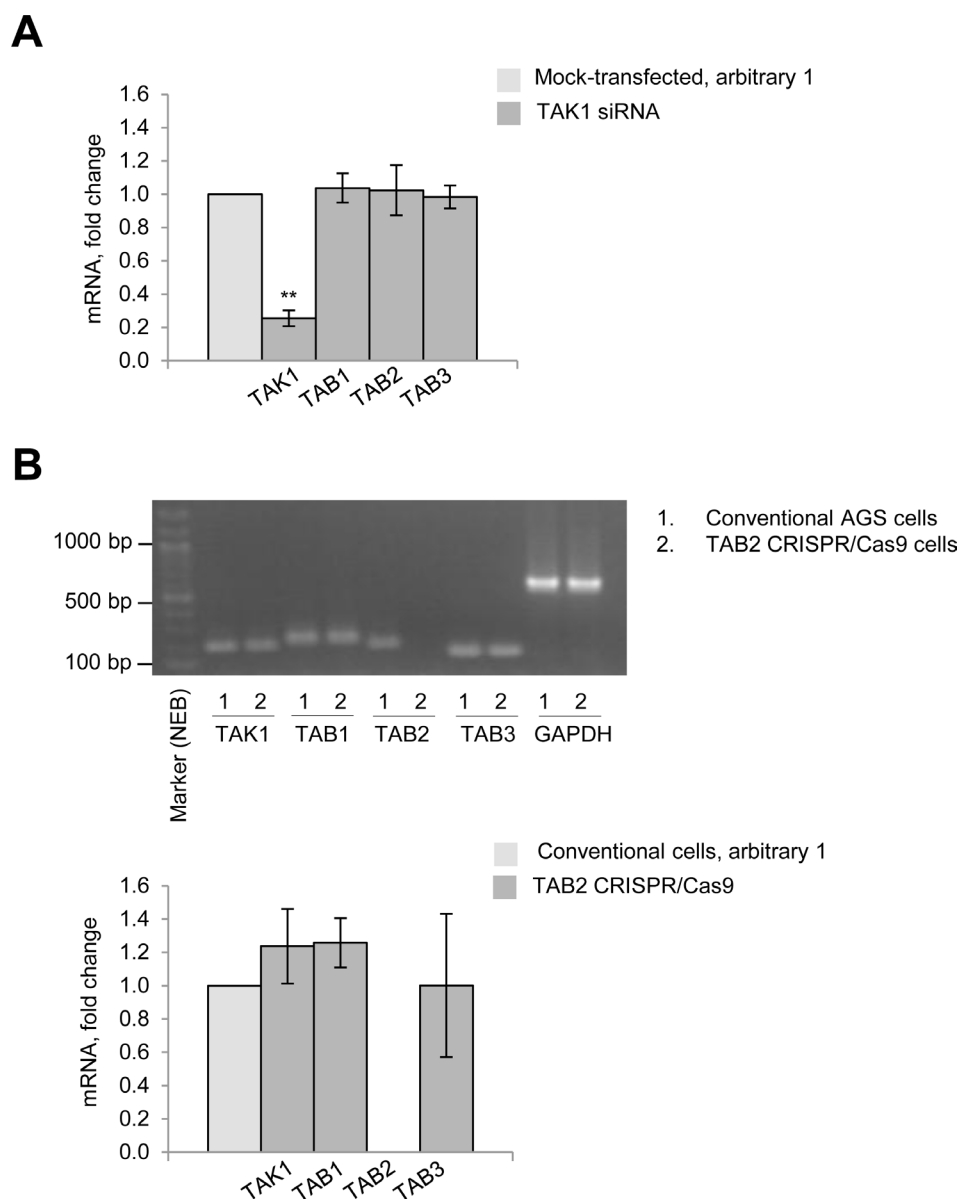 A
Mock-transfected, arbitrary 1
TAK1 siRNA
mRNA, fold change
1.6
1.4
1.2
1.0
0.8
0.6
0.4
0.2
0.0
**
TAK1 TAB1 TAB2 TAB3
B
1000 bp
500 bp
100 bp
1. Conventional AGS cells
2. TAB2 CRISPR/Cas9 cells
Marker (NEB)
1 2 1 2 1 2 1 2 1 2
TAK1 TAB1 TAB2 TAB3 GAPDH
Conventional cells, arbitrary 1
TAB2 CRISPR/Cas9
mRNA, fold change
1.6
1.4
1.2
1.0
1.8
1.6
1.4
1.2
0.0
TAK1 TAB1 TAB2 TAB3